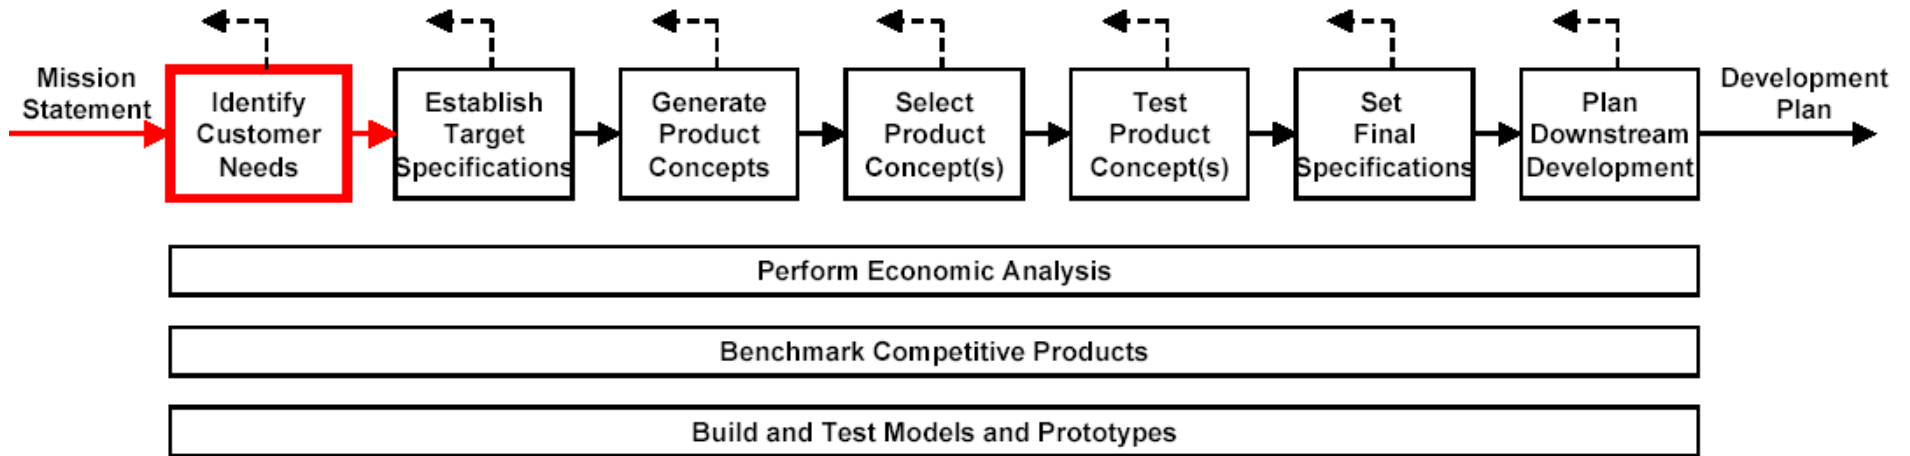 Mission
Statement
Identify
Customer
Needs
Establish
Target
Specifications
Generate
Product
Concepts
Select
Product
Concept(s)
Test
Product
Concept(s)
Set
Final
Specifications
Plan
Downstream
Development
Development
Plan
Perform Economic Analysis
Benchmark Competitive Products
Build and Test Models and Prototypes